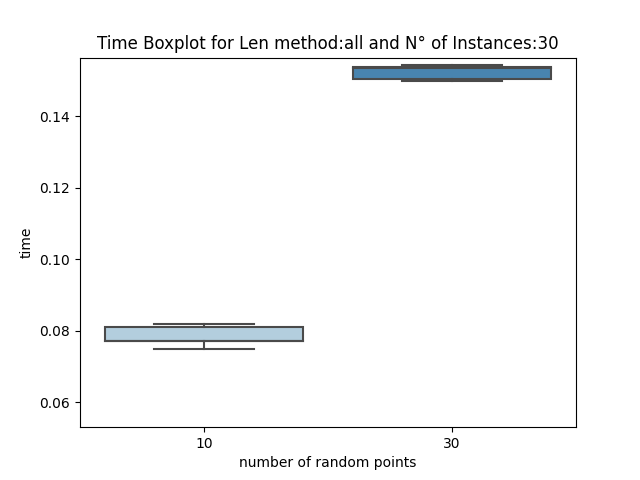 Time Boxplot for Len method:all and N° of Instances:30
0.14
0.12
0.10
0.08
0.06
time
10 30
number of random points